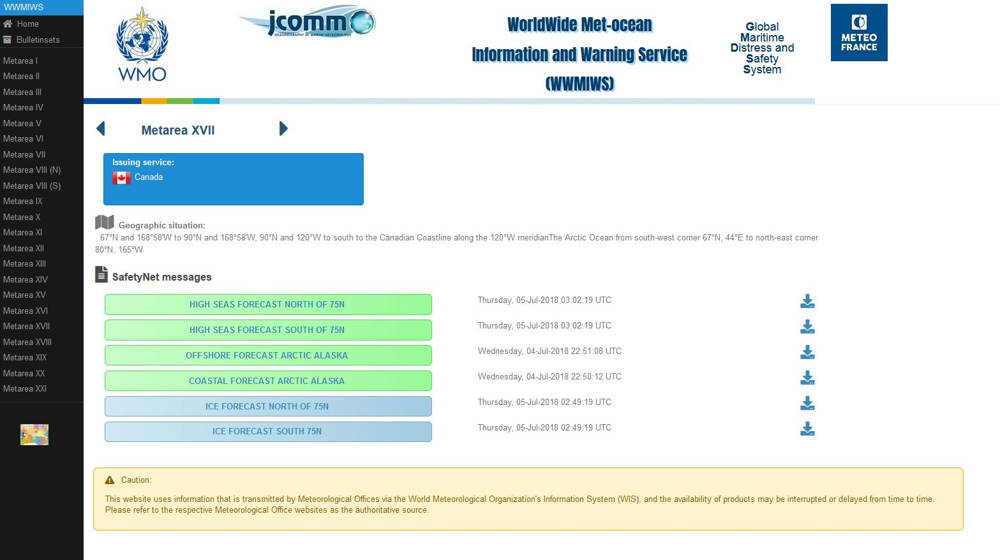 WWMIWS
Home
Bulletinsets
Metarea I
Metarea II
Metarea III
Metarea IV
Metarea V
Metarea VI
Metarea VII
Metarea VIII (N)
Metarea VIII (S)
Metarea IX
Metarea X
Metarea XI
Metarea XII
Metarea XIII
Metarea XIV
Metarea XV
Metarea XVI
Metarea XVII
Metarea XVIII
Metarea XIX
Metarea XX
Metarea XXI
WMO
jcomm
OCEANOGRAPHY & MARINE METEOROLOGY
WorldWide Met-ocean
Information and Warning Service
(WWMIWS)
Global
Maritime
Distress and
Safety
System
METEO
FRANCE
Metarea XVII
Issuing service:
Canada
Geographic situation:
67°N and 168°58'W to 90°N and 168°58'W, 90°N and 120°W to south to the Canadian Coastline along the 120°W meridianThe Arctic Ocean from south-west corner 67°N, 44°E to north-east corner
80°N, 165°W
SafetyNet messages
HIGH SEAS FORECAST NORTH OF 75N Thursday, 05-Jul-2018 03:02:19 UTC
HIGH SEAS FORECAST SOUTH OF 75N Thursday, 05-Jul-2018 03:02:19 UTC
OFFSHORE FORECAST ARCTIC ALASKA Wednesday, 04-Jul-2018 22:51:08 UTC
COASTAL FORECAST ARCTIC ALASKA Wednesday, 04-Jul-2018 22:50:12 UTC
ICE FORECAST NORTH OF 75N Thursday, 05-Jul-2018 02:49:19 UTC
ICE FORECAST SOUTH 75N Thursday, 05-Jul-2018 02:49:19 UTC
Caution:
This website uses information that is transmitted by Meteorological Offices via the World Meteorological Organization's Information System (WIS), and the availability of products may be interrupted or delayed from time to time.
Please refer to the respective Meteorological Office websites as the authoritative source.